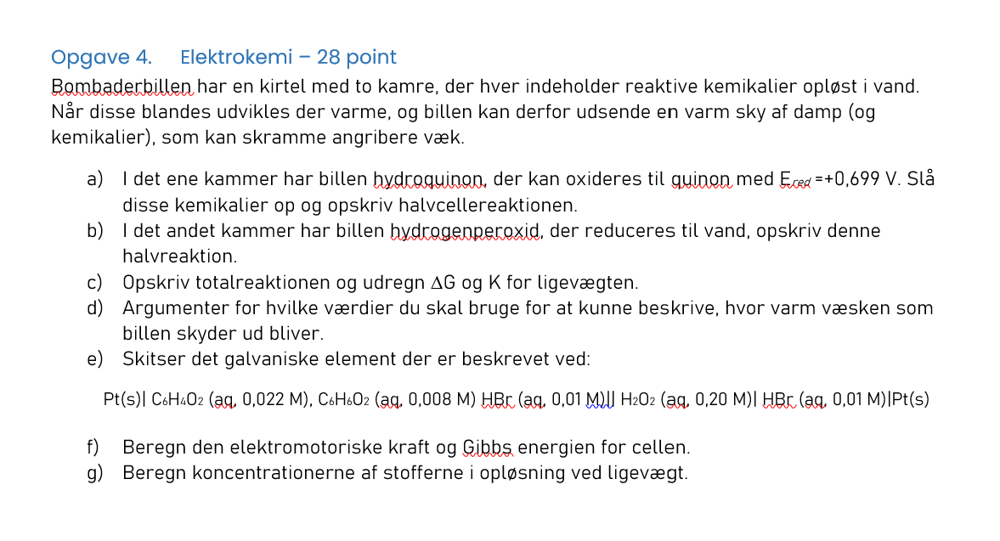 Opgave 4. Elektrokemi – 28 point
Bombaderbillen har en kirtel med to kamre, der hver indeholder reaktive kemikalier opløst i vand.
Når disse blandes udvikles der varme, og billen kan derfor udsende en varm sky af damp (og
kemikalier), som kan skramme angribere væk.
a) I det ene kammer har billen hydroquinon, der kan oxideres til quinon med E_red =+0,699 V. Slå
disse kemikalier op og opskriv halvcellereaktionen.
b) I det andet kammer har billen hydrogenperoxid, der reduceres til vand, opskriv denne
halvreaktion.
c) Opskriv totalreaktionen og udregn ΔG og K for ligevægten.
d) Argumenter for hvilke værdier du skal bruge for at kunne beskrive, hvor varm væsken som
billen skyder ud bliver.
e) Skitser det galvaniske element der er beskrevet ved:
Pt(s)| C₆H₄O₂ (aq, 0,022 M), C₆H₆O₂ (aq, 0,008 M) HBr (aq, 0,01 M)|| H₂O₂ (aq, 0,20 M)| HBr (aq, 0,01 M)|Pt(s)
f) Beregn den elektromotoriske kraft og Gibbs energien for cellen.
g) Beregn koncentrationerne af stofferne i opløsning ved ligevægt.